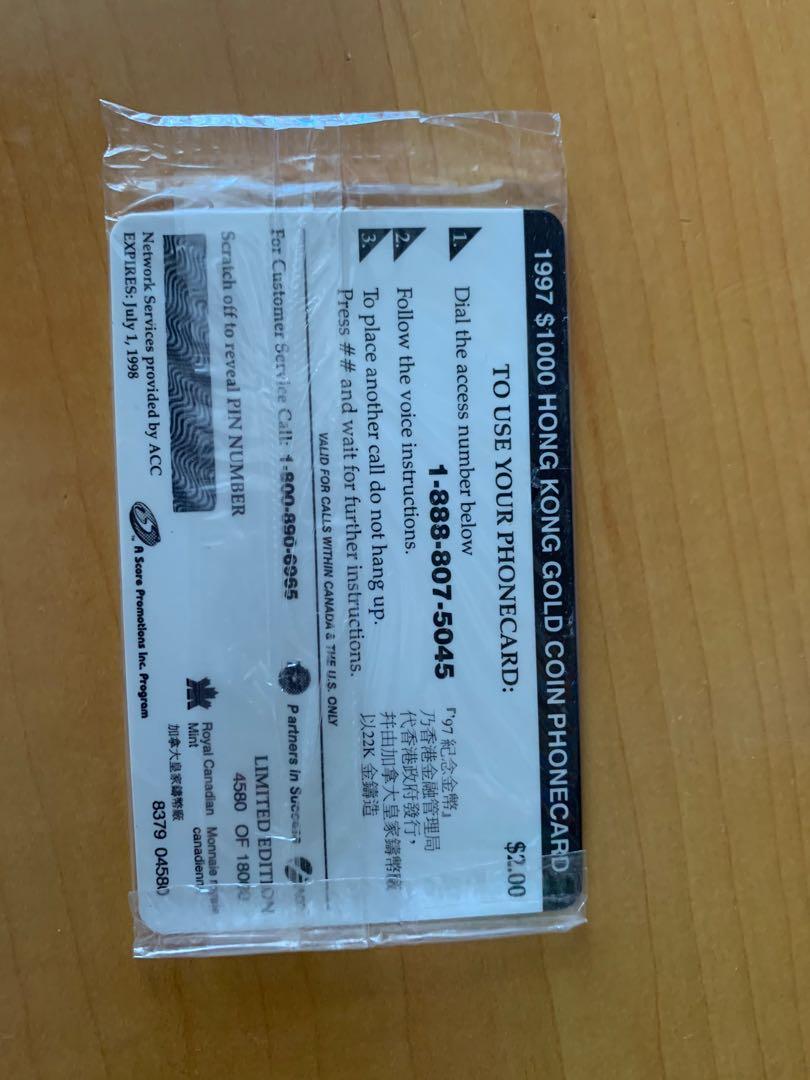 1997 $1000 HONG KONG GOLD COIN PHONECARD
$2.00
TO USE YOUR PHONECARD:
1. Dial the access number below
1-888-807-5045
2. Follow the voice instructions.
3. To place another call do not hang up.
Press ## and wait for further instructions.
『'97 紀念金幣』
乃香港金融管理局
代香港政府發行,
幷由加拿大皇家鑄幣廠
以22K 金鑄造
VALID FOR CALLS WITHIN CANADA & THE U.S. ONLY
For Customer Service Call: 1-800-890-6965
Partners in Success
Scratch off to reveal PIN NUMBER
LIMITED EDITION
4580 OF
Royal Canadian Mint
Monnaie royale canadienne
加拿大皇家鑄幣廠
Network Services provided by ACC
EXPIRES: July 1, 1998
A Score Promotions Inc. Program
8379 04580